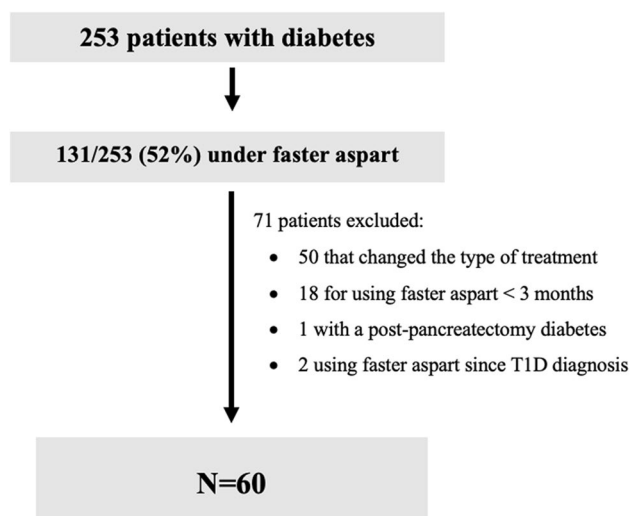 253 patients with diabetes
131/253 (52%) under faster aspart
71 patients excluded:
• 50 that changed the type of treatment
• 18 for using faster aspart < 3 months
• 1 with a post-pancreatectomy diabetes
• 2 using faster aspart since T1D diagnosis
N=60